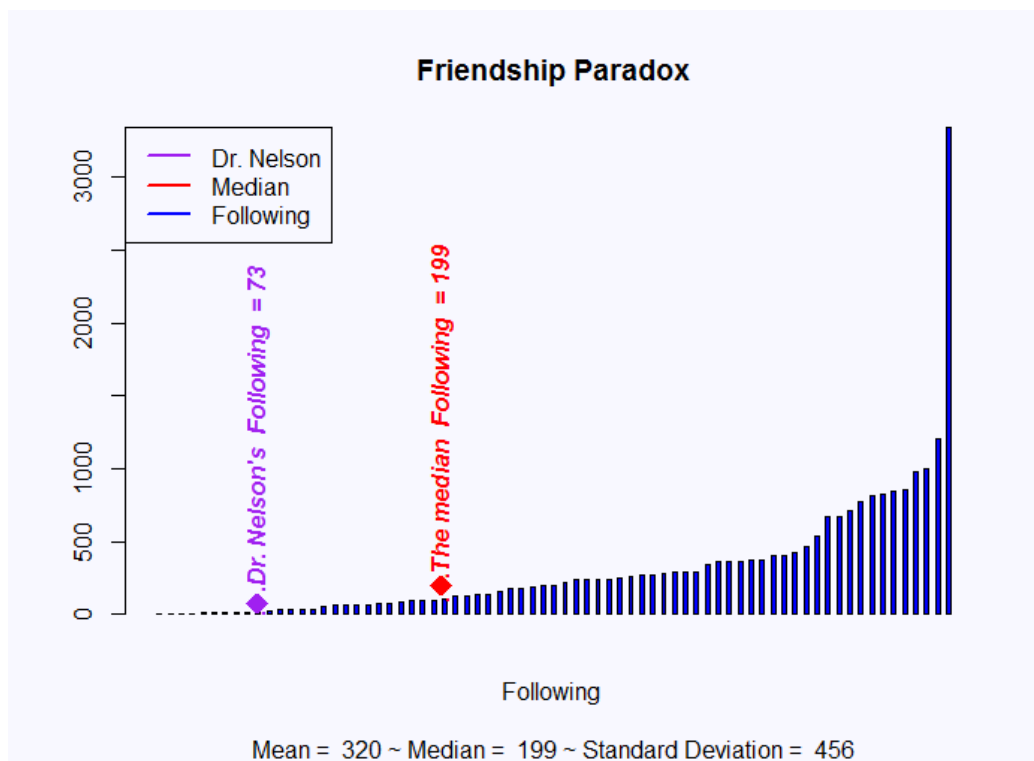 Friendship Paradox
Dr. Nelson
Median
Following
3000
2000
1000
500
0
.Dr. Nelson's Following = 73
.The median Following = 199
Following
Mean = 320 ~ Median = 199 ~ Standard Deviation = 456